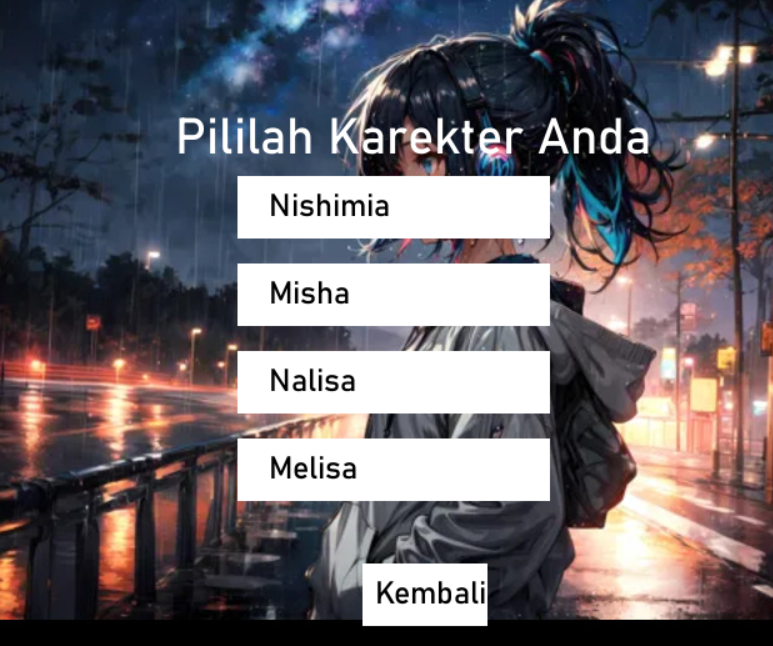 Pililah Karekter Anda
Nishimia
Misha
Nalisa
Melisa
Kembali